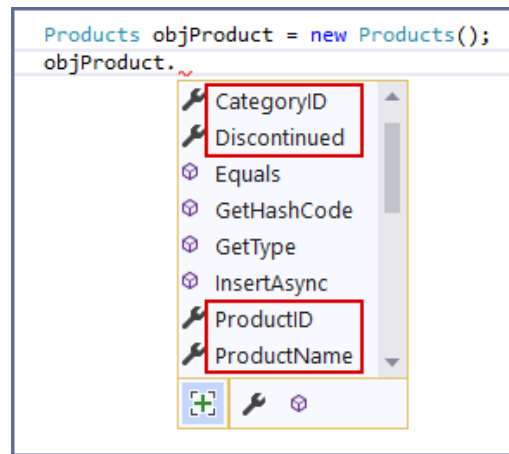 Products objProduct = new Products();
objProduct.
CategoryID
Discontinued
Equals
GetHashCode
GetType
InsertAsync
ProductID
ProductName